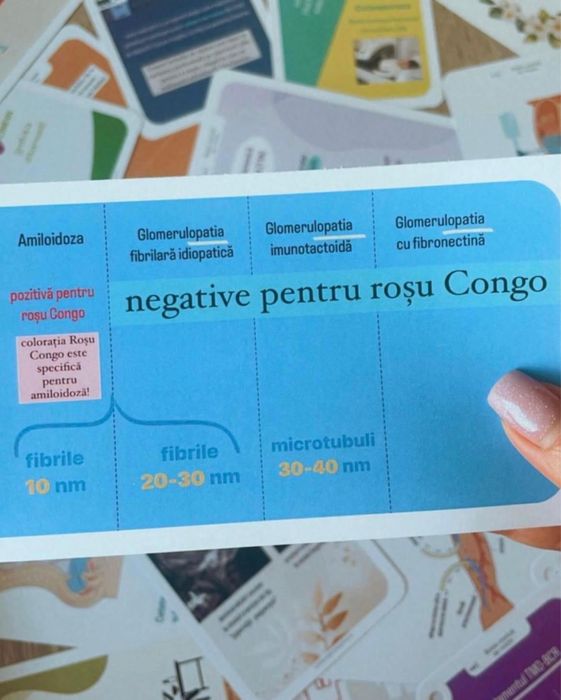 Amiloidoza
Glomerulopatia
fibrilară idiopatică
Glomerulopatia
imunotactoidă
Glomerulopatia
cu fibronectină
pozitivă pentru
roșu Congo
negative pentru roșu Congo
colorația Roșu
Congo este
specifică
pentru
amiloidoză!
fibrile
10 nm
fibrile
20-30 nm
microtubuli
30-40 nm